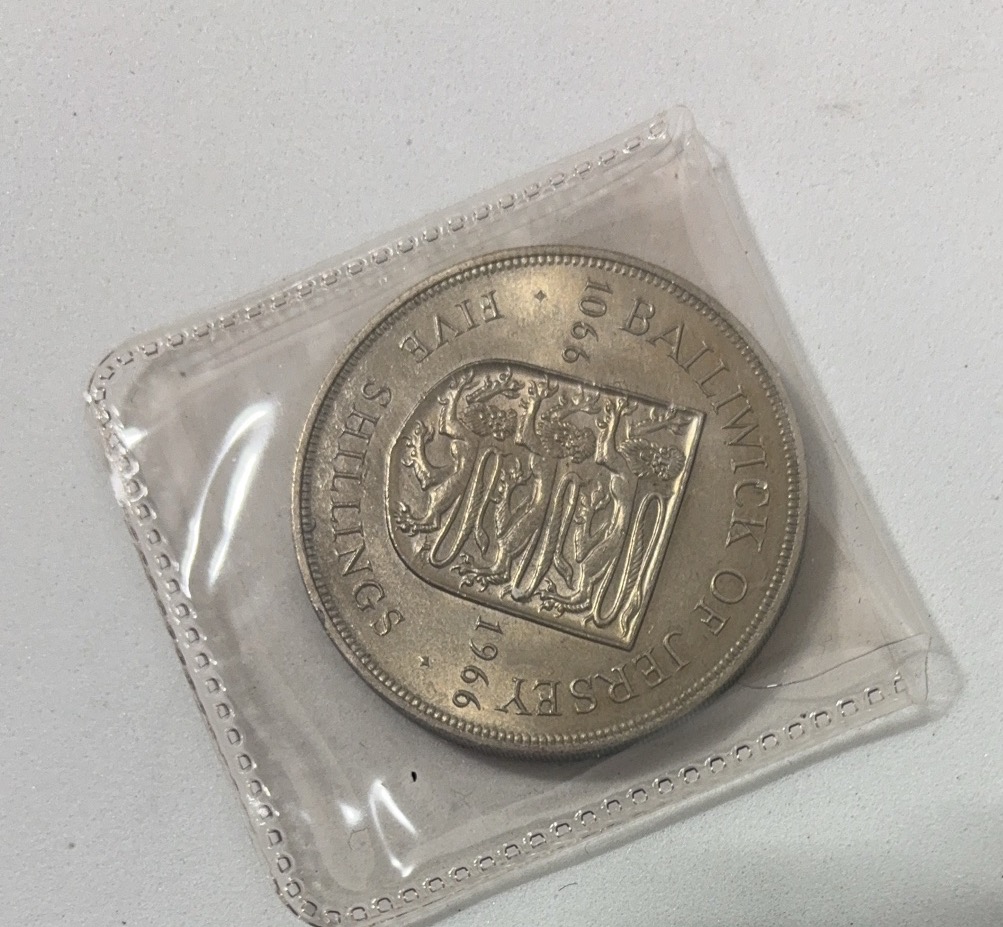 BAILIWICK OF JERSEY
1066
1966
FIVE SHILLINGS